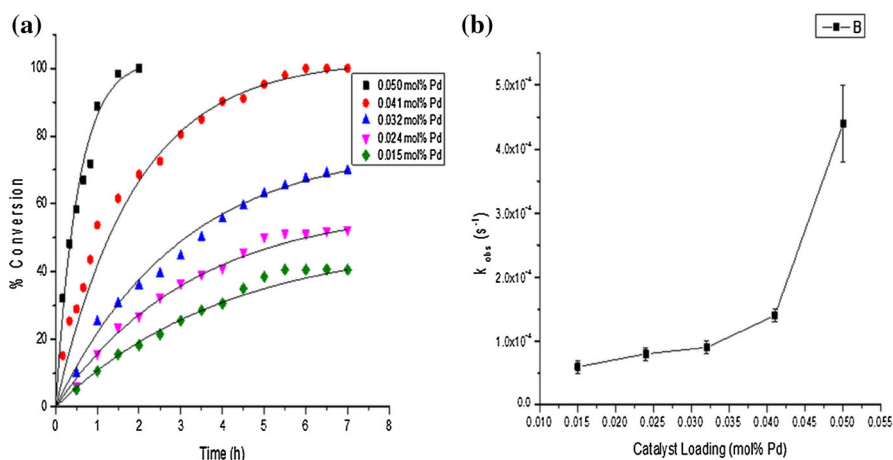 (a)
100
80
60
40
20
0
% Conversion
0 1 2 3 4 5 6 7 8
Time (h)
0.050 mol% Pd
0.041 mol% Pd
0.032 mol% Pd
0.024 mol% Pd
0.015 mol% Pd
(b)
B
5.0x10⁻⁴
4.0x10⁻⁴
3.0x10⁻⁴
2.0x10⁻⁴
1.0x10⁻⁴
0.0
k obs (s⁻¹)
0.010 0.015 0.020 0.025 0.030 0.035 0.040 0.045 0.050 0.055
Catalyst Loading (mol% Pd)